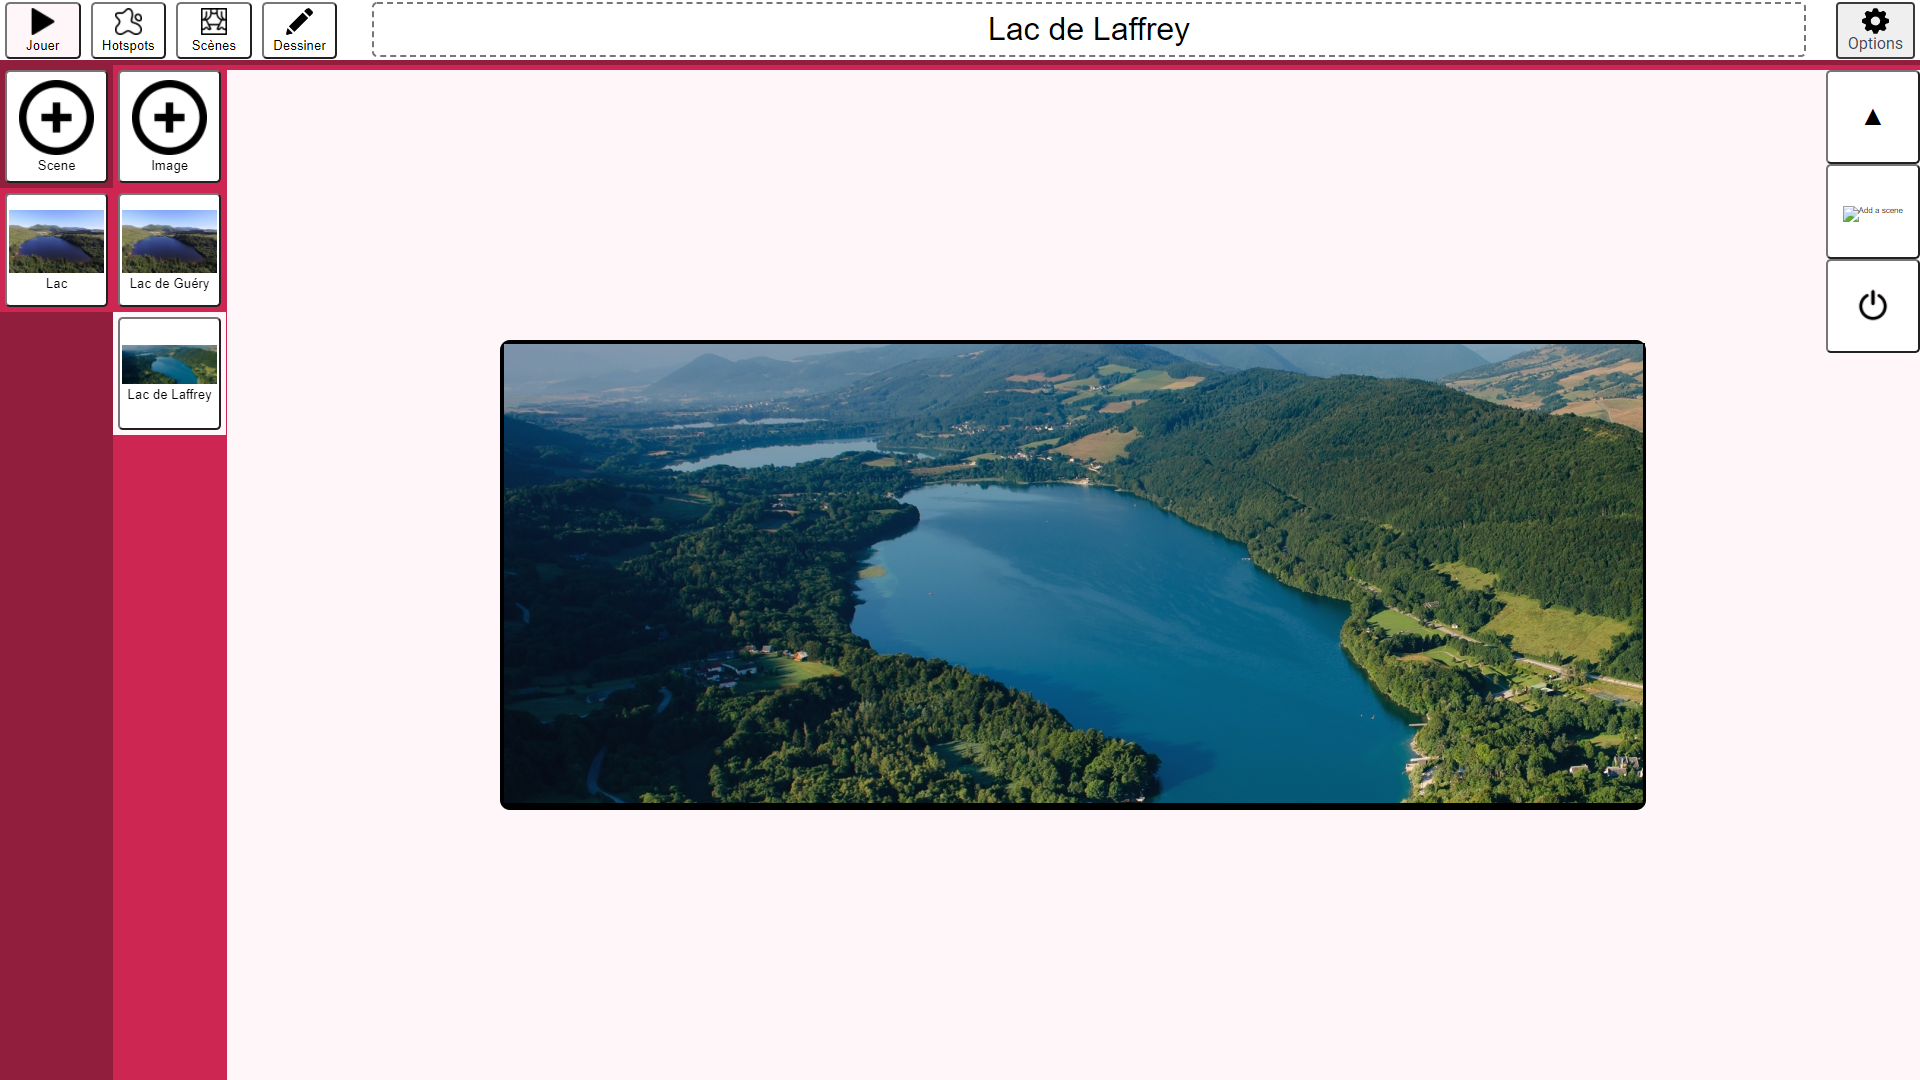 Jouer
Hotspots
Scènes
Dessiner
Lac de Laffrey
Options
Scene
Image
Add a scene
Lac
Lac de Guéry
Lac de Laffrey